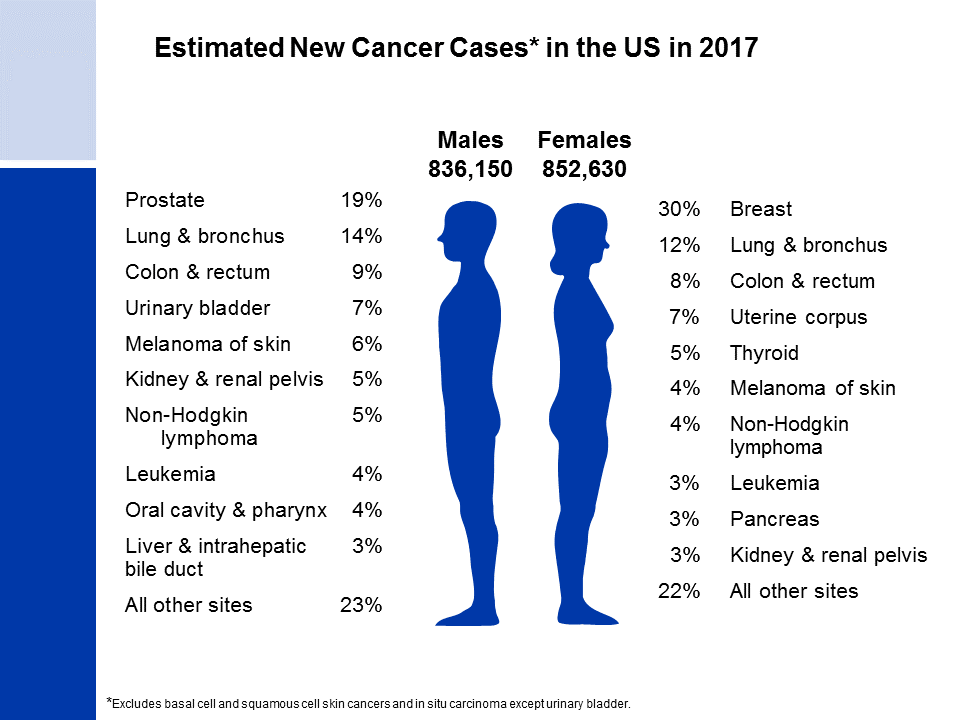 Estimated New Cancer Cases* in the US in 2017
Males
836,150
Females
852,630
Prostate 19%
Lung & bronchus 14%
Colon & rectum 9%
Urinary bladder 7%
Melanoma of skin 6%
Kidney & renal pelvis 5%
Non-Hodgkin 5%
lymphoma
Leukemia 4%
Oral cavity & pharynx 4%
Liver & intrahepatic 3%
bile duct
All other sites 23%
30% Breast
12% Lung & bronchus
8% Colon & rectum
7% Uterine corpus
5% Thyroid
4% Melanoma of skin
4% Non-Hodgkin
lymphoma
3% Leukemia
3% Pancreas
3% Kidney & renal pelvis
22% All other sites
*Excludes basal cell and squamous cell skin cancers and in situ carcinoma except urinary bladder.